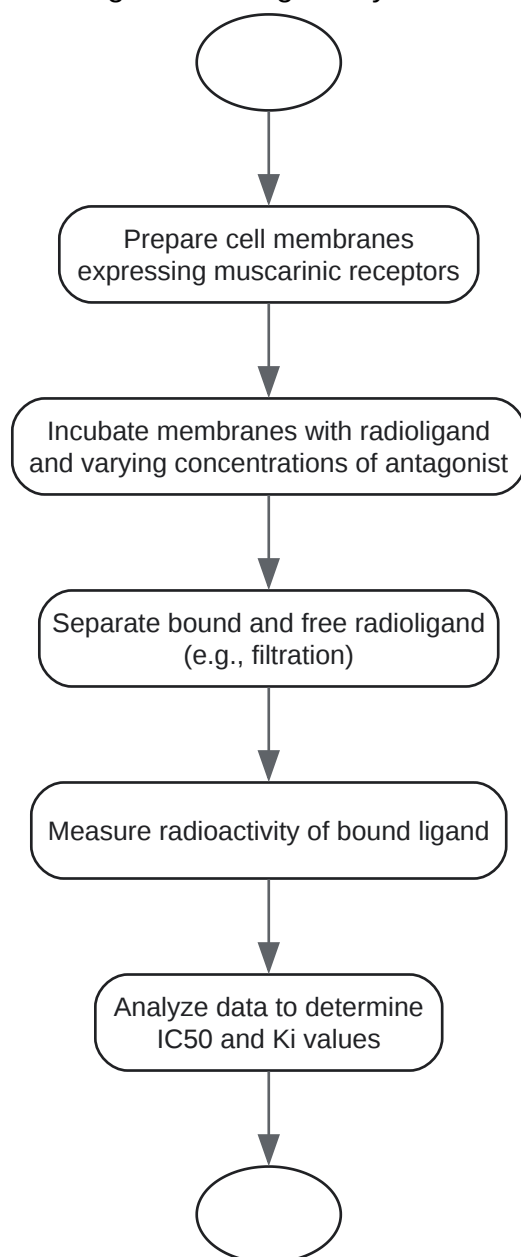 Prepare cell membranes
expressing muscarinic receptors
Incubate membranes with radioligand
and varying concentrations of antagonist
Separate bound and free radioligand
(e.g., filtration)
Measure radioactivity of bound ligand
Analyze data to determine
IC50 and Ki values